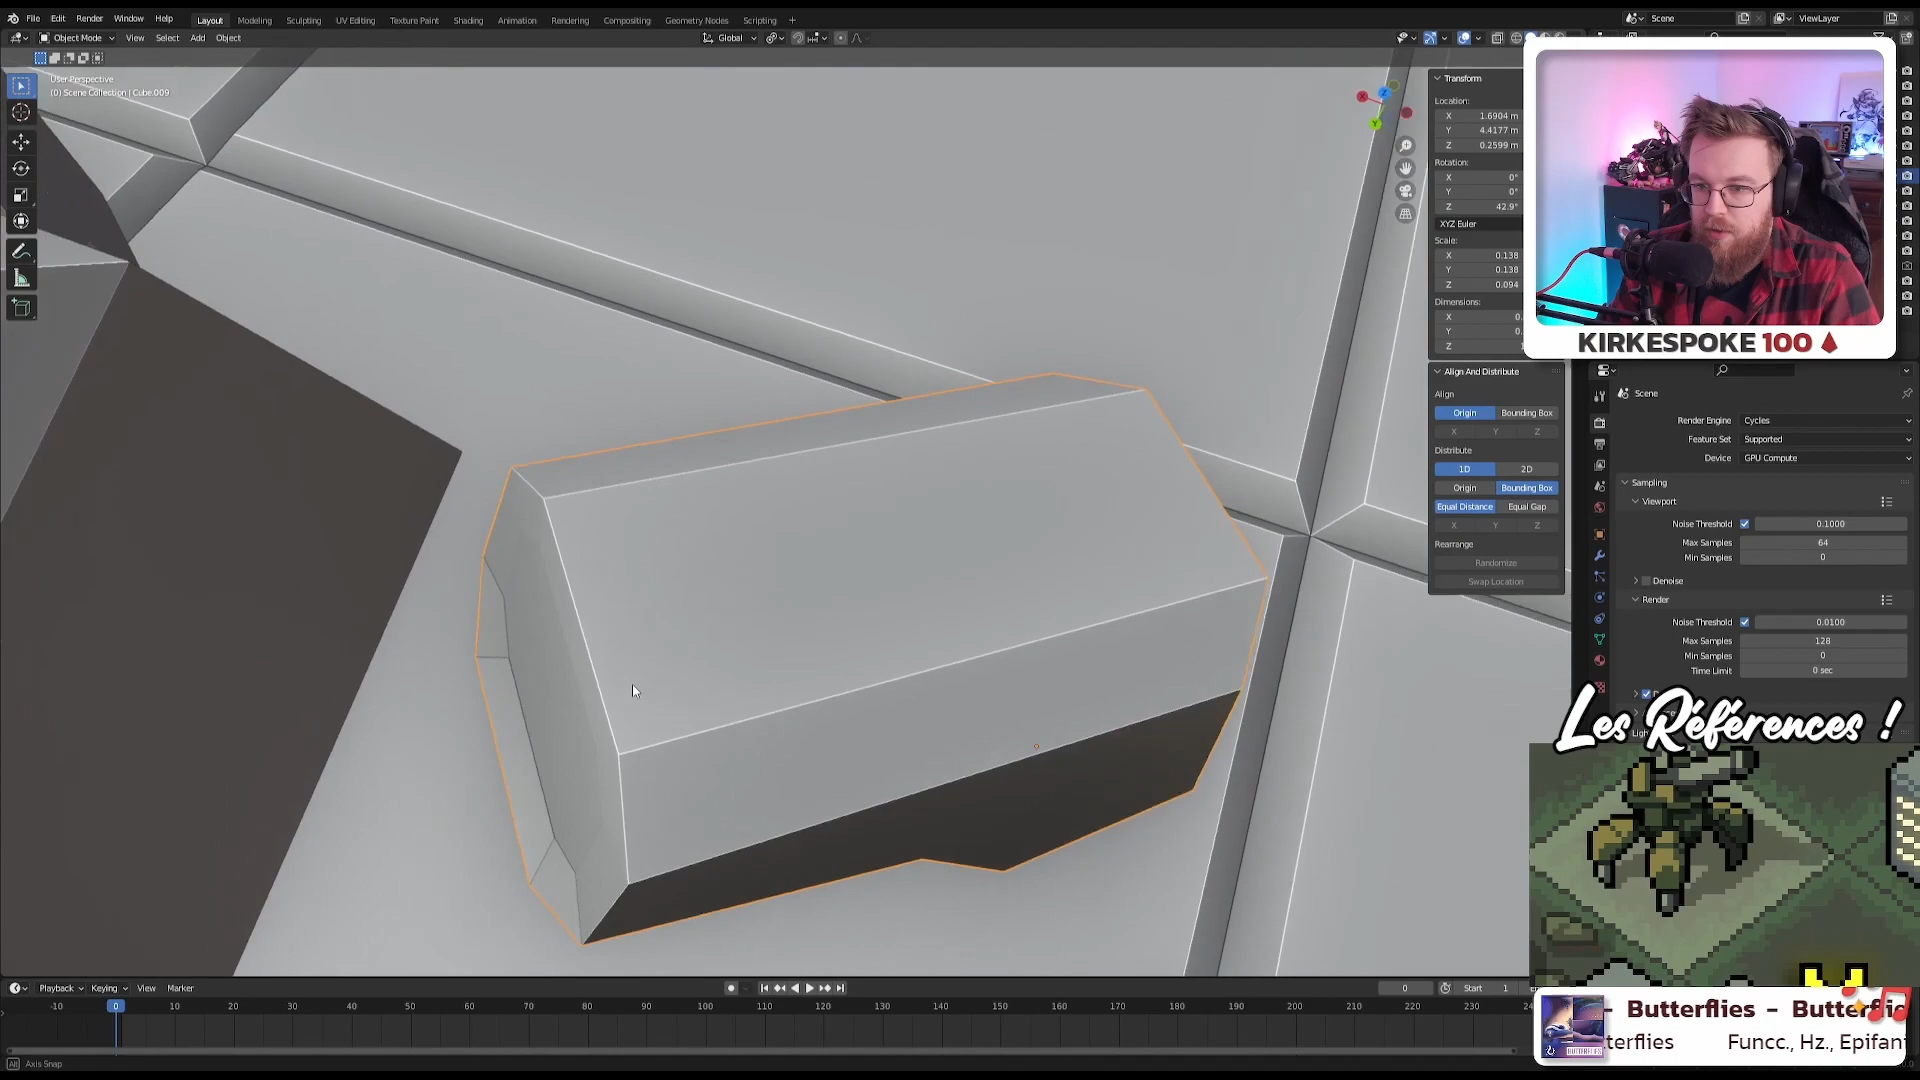 File Edit Render Window Help
Layout Modeling Sculpting UV Editing Texture Paint Shading Animation Rendering Compositing Geometry Nodes Scripting +
Scene
ViewLayer
Object Mode View Select Add Object
Global
User Perspective
(0) Scene Collection | Cube.009
Transform
Location:
X 1.6904 m
Y 4.4177 m
Z 0.2599 m
Rotation:
X 0°
Y 0°
Z 42.9°
XYZ Euler
Scale:
X 0.138
Y 0.138
Z 0.094
Dimensions:
X 0.
Y 0.
Z
KIRKESPOKE 100
Align And Distribute
Align
Origin Bounding Box
X Y Z
Distribute
1D 2D
Origin Bounding Box
Equal Distance Equal Gap
X Y Z
Rearrange
Randomize
Swap Location
Scene
Render Engine Cycles
Feature Set Supported
Device GPU Compute
Sampling
Viewport
Noise Threshold 0.1000
Max Samples 64
Min Samples 0
Denoise
Render
Noise Threshold 0.0100
Max Samples 128
Min Samples 0
Time Limit 0 sec
Les Références !
Playback Keying View Marker
0 Start 1
-10 0 10 20 30 40 50 60 70 80 90 100 110 120 130 140 150 160 170 180 190 200 210 220 230
BUTTERFLIES
- Butterflies - Butterflie
terflies Funcc., Hz., Epifan
Alt Axis Snap